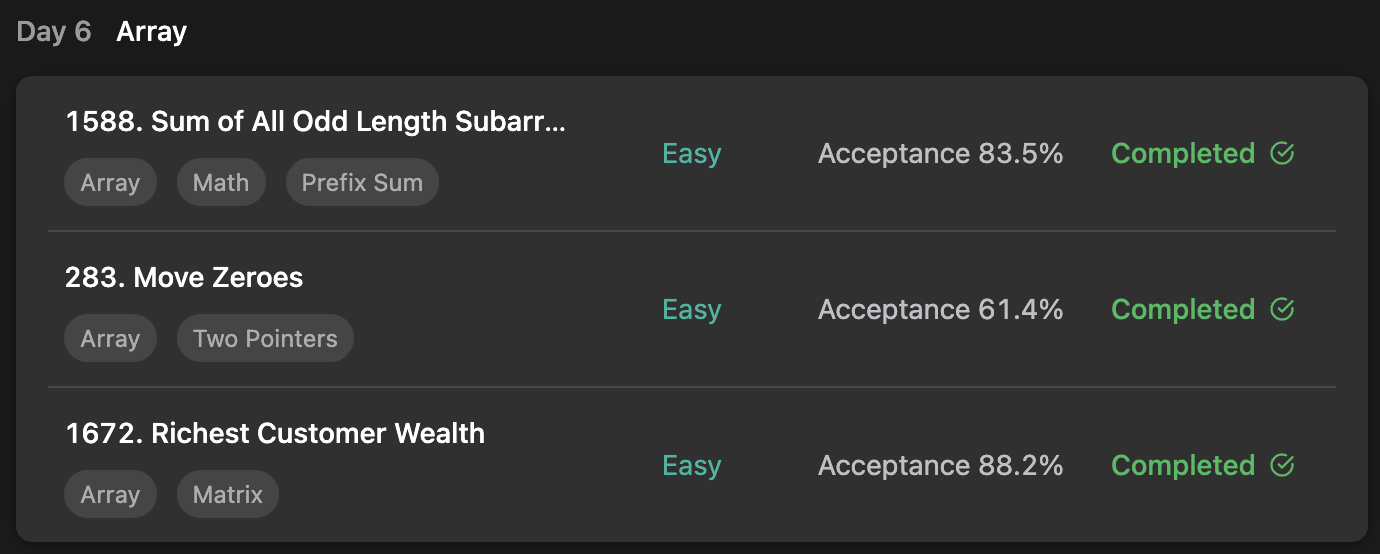 Day 6 Array
1588. Sum of All Odd Length Subarr...
Array Math Prefix Sum
Easy Acceptance 83.5% Completed
283. Move Zeroes
Array Two Pointers
Easy Acceptance 61.4% Completed
1672. Richest Customer Wealth
Array Matrix
Easy Acceptance 88.2% Completed